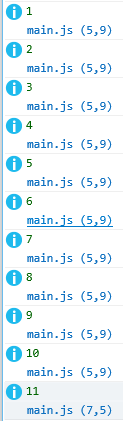 1
main.js (5,9)
2
main.js (5,9)
3
main.js (5,9)
4
main.js (5,9)
5
main.js (5,9)
6
main.js (5,9)
7
main.js (5,9)
8
main.js (5,9)
9
main.js (5,9)
10
main.js (5,9)
11
main.js (7,5)